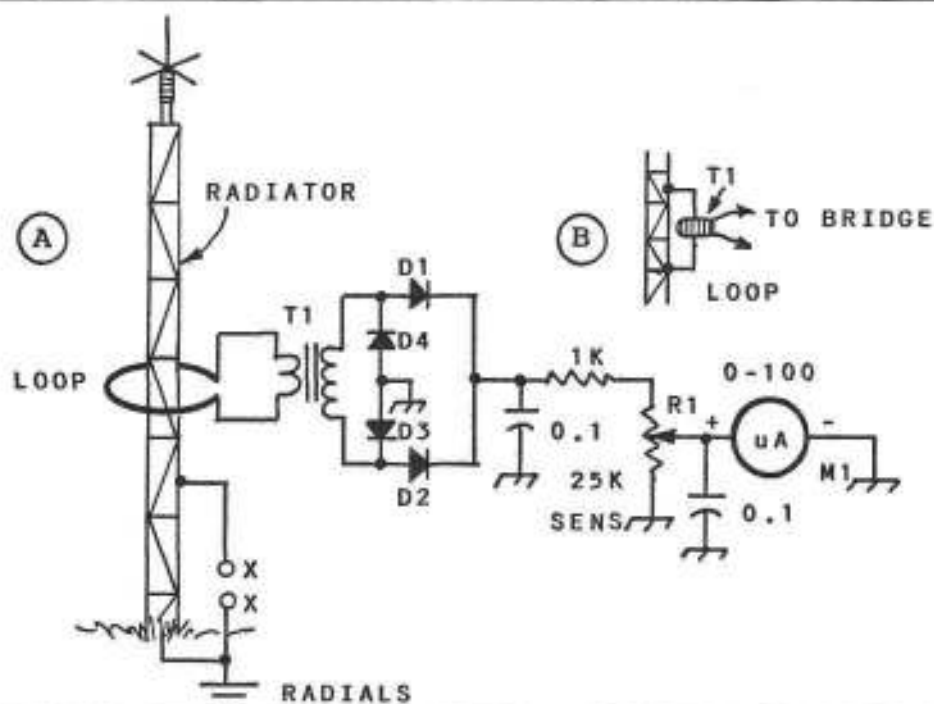 RADIATOR
A
T1
B
TO BRIDGE
LOOP
D1
T1
D4
LOOP
1K
0-100
D3
0.1
R1
+
uA
-
M1
D2
25K
SENS
0.1
X
X
RADIALS